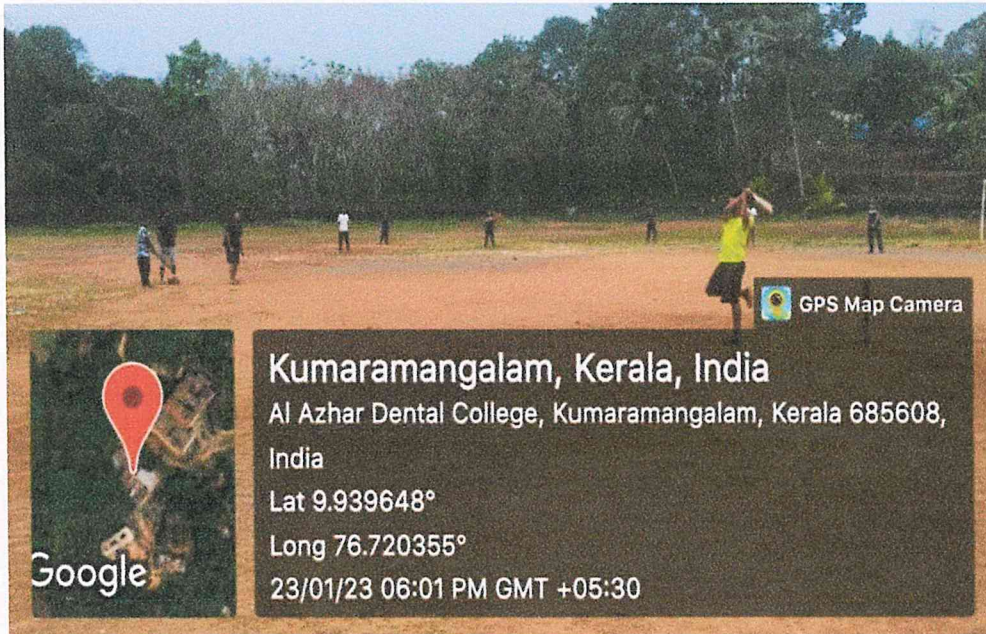 GPS Map Camera
Kumaramangalam, Kerala, India
Al Azhar Dental College, Kumaramangalam, Kerala 685608,
India
Lat 9.939648°
Long 76.720355°
23/01/23 06:01 PM GMT +05:30
Google